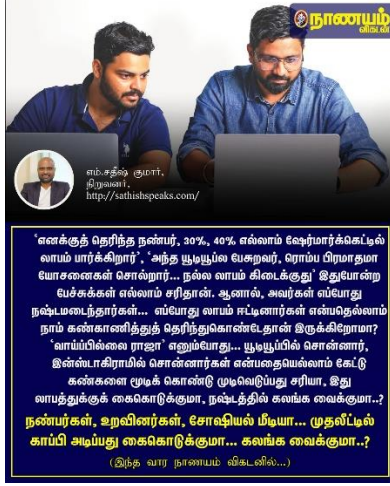 நாணயம்
விகடன்
எம்.சதீஷ் குமார்,
நிறுவனர்,
http://sathishspeaks.com/
‘எனக்குத் தெரிந்த நண்பர், 30%, 40% எல்லாம் ஷேர்மார்க்கெட்டில்
லாபம் பார்க்கிறார்’, ‘அந்த யூடியூப்ல பேசுறவர், ரொம்ப பிரமாதமா
யோசனைகள் சொல்றார்... நல்ல லாபம் கிடைக்குது’ இதுபோன்ற
பேச்சுக்கள் எல்லாம் சரிதான். ஆனால், அவர்கள் எப்போது
நஷ்டமடைந்தார்கள்... எப்போது லாபம் ஈட்டினார்கள் என்பதெல்லாம்
நாம் கண்காணித்துத் தெரிந்துகொண்டேதான் இருக்கிறோமா?
‘வாய்ப்பில்லை ராஜா’ எனும்போது... யூடியூப்பில் சொன்னார்,
இன்ஸ்டாகிராமில் சொன்னார்கள் என்பதையெல்லாம் கேட்டு
கண்களை மூடிக் கொண்டு முடிவெடுப்பது சரியா, இது
லாபத்துக்குக் கைகொடுக்குமா, நஷ்டத்தில் கலங்க வைக்குமா..?
நண்பர்கள், உறவினர்கள், சோஷியல் மீடியா... முதலீட்டில்
காப்பி அடிப்பது கைகொடுக்குமா... கலங்க வைக்குமா..?
(இந்த வார நாணயம் விகடனில்...)